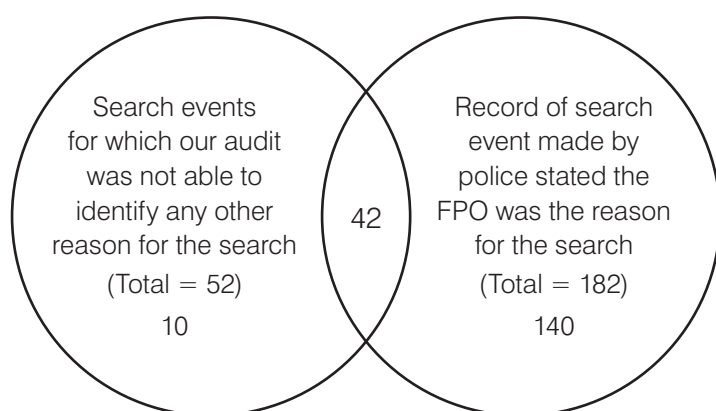 Search events
for which our audit
was not able to
identify any other
reason for the search
(Total = 52)
10
42
Record of search
event made by
police stated the
FPO was the reason
for the search
(Total = 182)
140